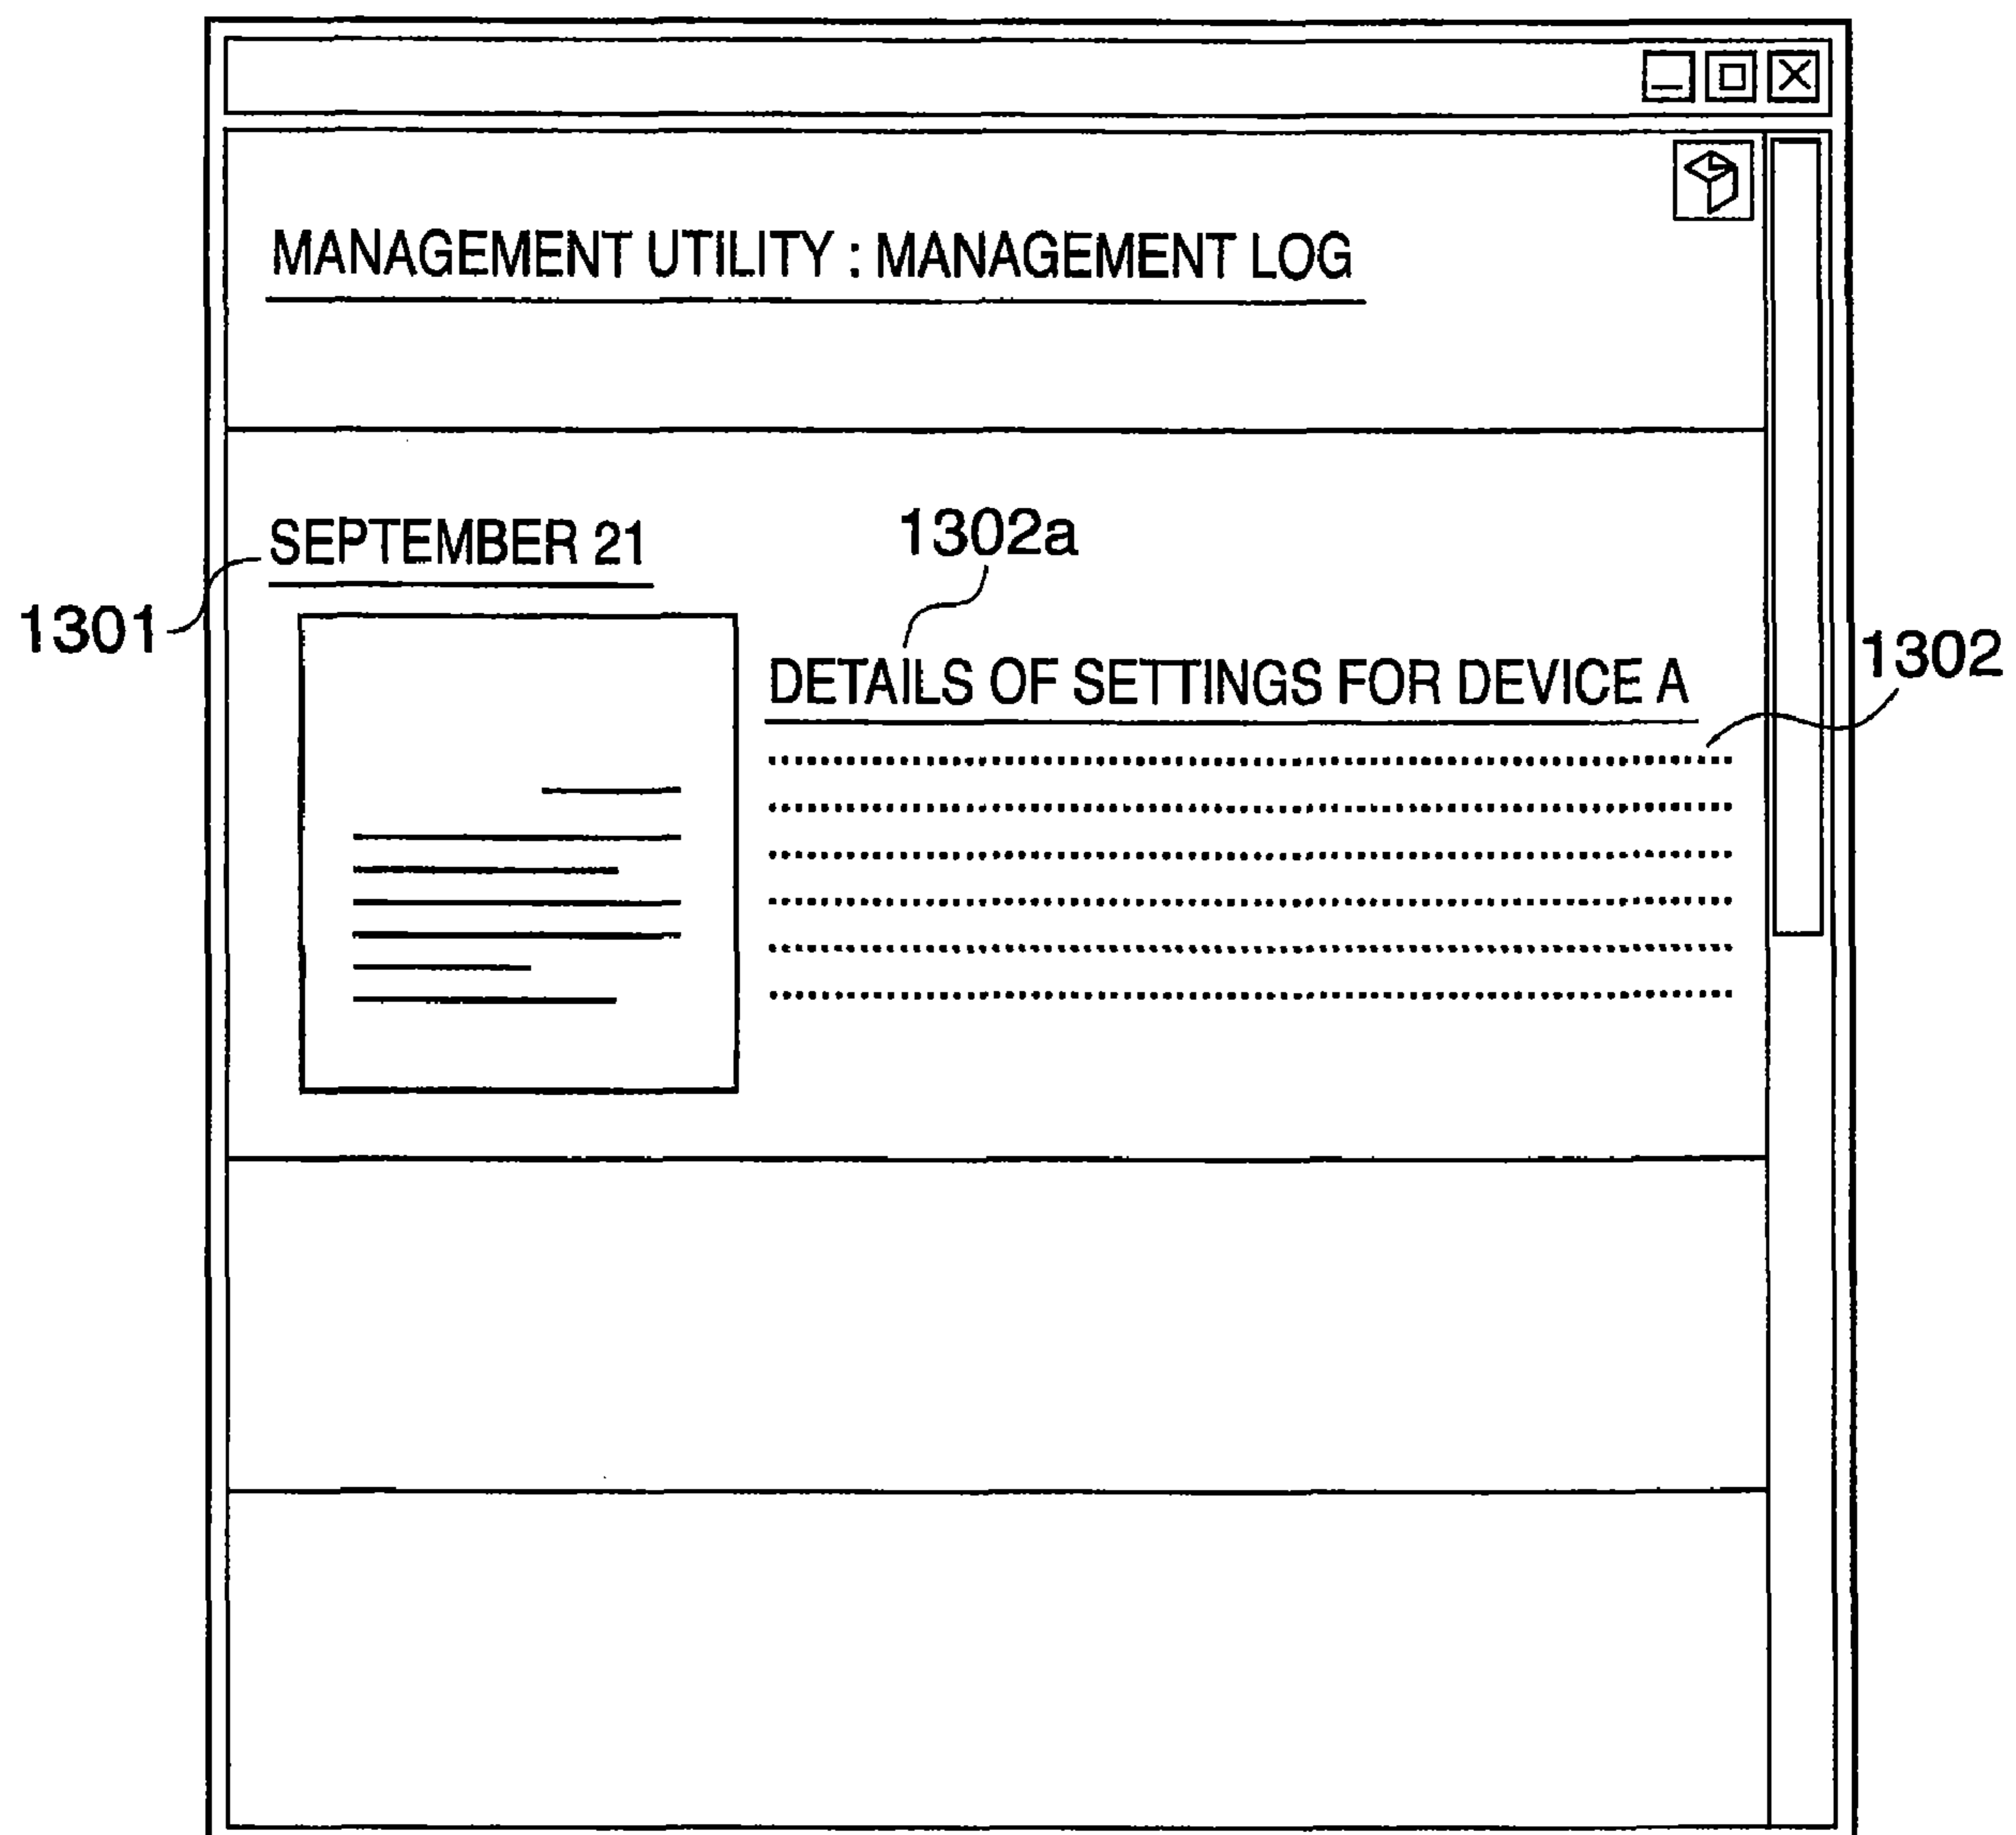 MANAGEMENT UTILITY : MANAGEMENT LOG
SEPTEMBER 21
1302a
1301
DETAILS OF SETTINGS FOR DEVICE A
1302